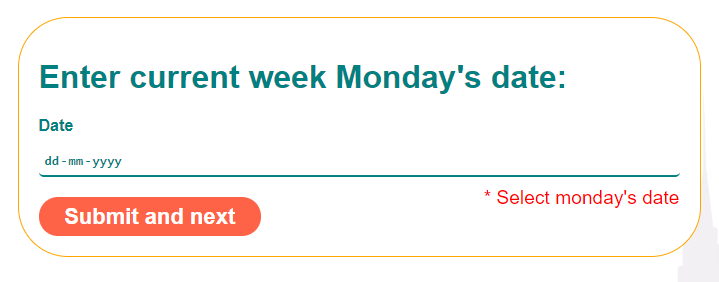 Enter current week Monday's date:
Date
dd-mm-yyyy
* Select monday's date
Submit and next